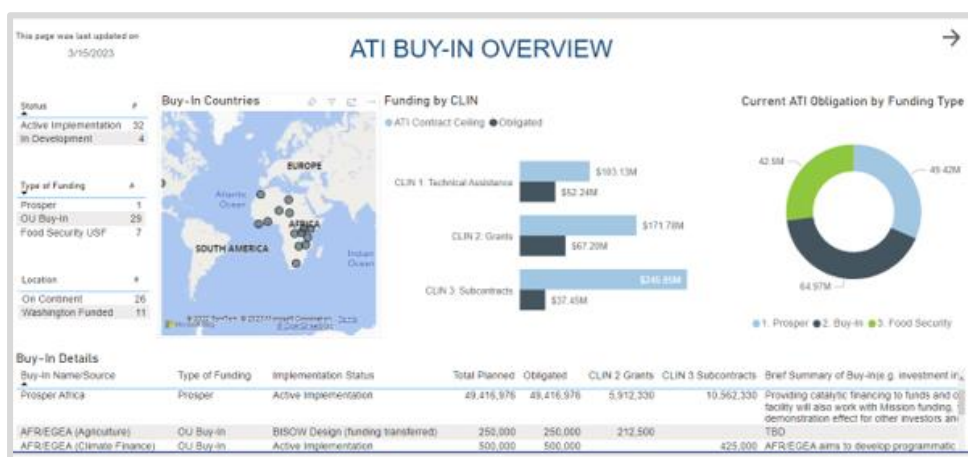 This page was last updated on
3/15/2023
ATI BUY-IN OVERVIEW
Status #
Active Implementation 32
In Development 4
Type of Funding #
Prosper 1
OU Buy-In 29
Food Security USF 7
Location #
On Continent 26
Washington Funded 11
Buy-In Countries
EUROPE
Atlantic
Ocean
AFRICA
SOUTH AMERICA
Indian
Ocean
Funding by CLIN
ATI Contract Ceiling Obligated
CLIN 1: Technical Assistance
$103.13M
$52.24M
CLIN 2: Grants
$171.78M
$67.20M
CLIN 3: Subcontracts
$37.45M
Current ATI Obligation by Funding Type
42.5M
49.42M
64.97M
1. Prosper 2. Buy-In 3. Food Security
Buy-In Details
Buy-In Name/Source Type of Funding Implementation Status Total Planned Obligated CLIN 2 Grants CLIN 3 Subcontracts Brief Summary of Buy-In(e.g. investment in
Prosper Africa Prosper Active Implementation 49,416,976 49,416,976 5,912,330 10,562,330 Providing catalytic financing to funds and
facility will also work with Mission funding,
demonstration effect for other investors and
AFR/EGEA (Agriculture) OU Buy-In BISOW Design (funding transferred) 250,000 250,000 212,500 TBD
AFR/EGEA (Climate Finance) OU Buy-In Active Implementation 500,000 500,000 425,000 AFR/EGEA aims to develop programmatic